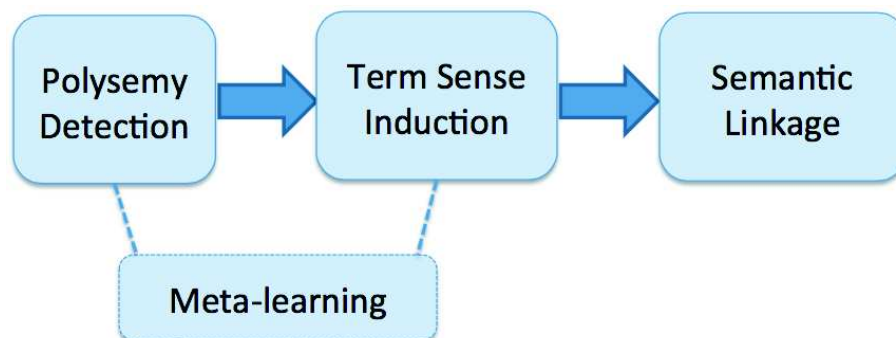 Polysemy
Detection
Term Sense
Induction
Semantic
Linkage
Meta-learning